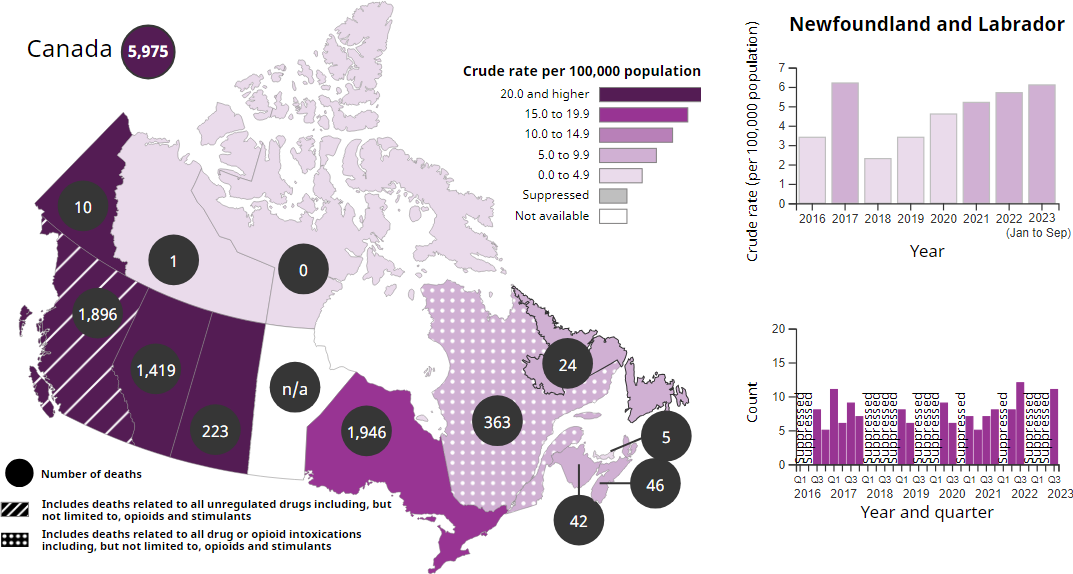 Canada 5,975
Crude rate per 100,000 population
20.0 and higher
15.0 to 19.9
10.0 to 14.9
5.0 to 9.9
0.0 to 4.9
Suppressed
Not available
10
1
0
1,896
1,419
223
n/a
1,946
363
24
5
46
42
Number of deaths
Includes deaths related to all unregulated drugs including, but
not limited to, opioids and stimulants
Includes deaths related to all drug or opioid intoxications
including, but not limited to, opioids and stimulants
Newfoundland and Labrador
Crude rate (per 100,000 population)
7
6
5
4
3
2
1
0
2016 2017 2018 2019 2020 2021 2022 2023
(Jan to Sep)
Year
Count
20
15
10
5
0
Suppressed Suppressed Suppressed Suppressed Suppressed Suppressed Suppressed Suppressed Suppressed Suppressed Suppressed Suppressed Suppressed
Q1 Q3 Q1 Q3 Q1 Q3 Q1 Q3 Q1 Q3 Q1 Q3 Q1 Q3 Q1 Q3
2016 2017 2018 2019 2020 2021 2022 2023
Year and quarter